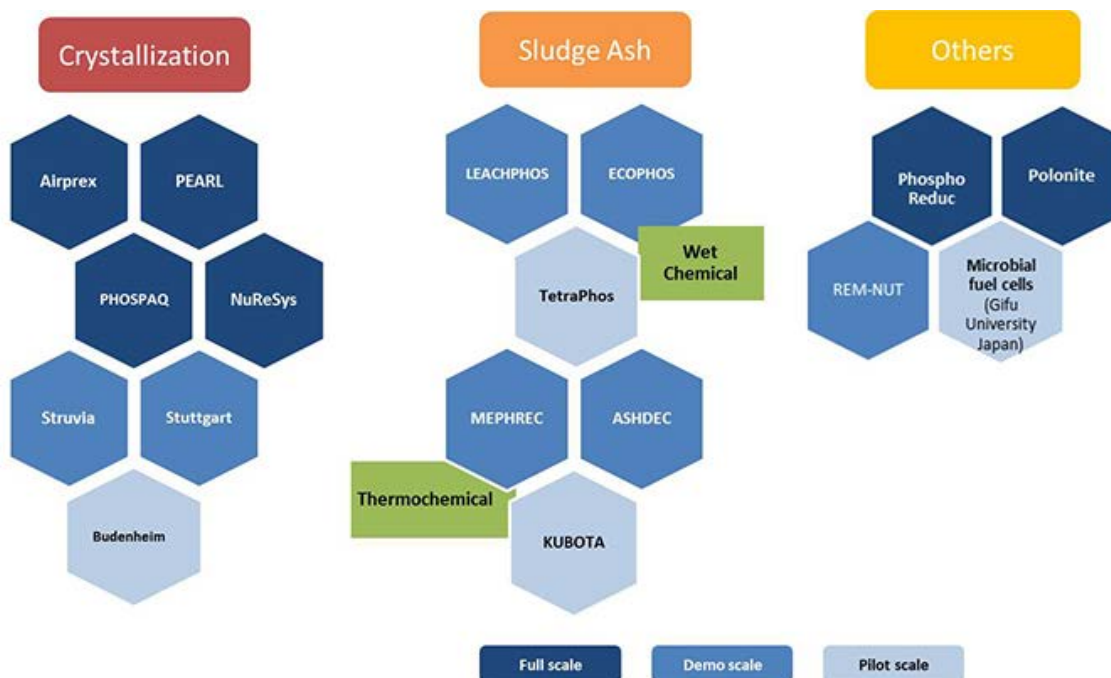 Crystallization
Sludge Ash
Others
Airprex
PEARL
PHOSPAQ
NuReSys
Struvia
Stuttgart
Budenheim
LEACHPHOS
ECOPHOS
Wet
Chemical
TetraPhos
MEPHREC
ASHDEC
Thermochemical
KUBOTA
Phospho
Reduc
Polonite
REM-NUT
Microbial
fuel cells
(Gifu
University
Japan)
Full scale
Demo scale
Pilot scale